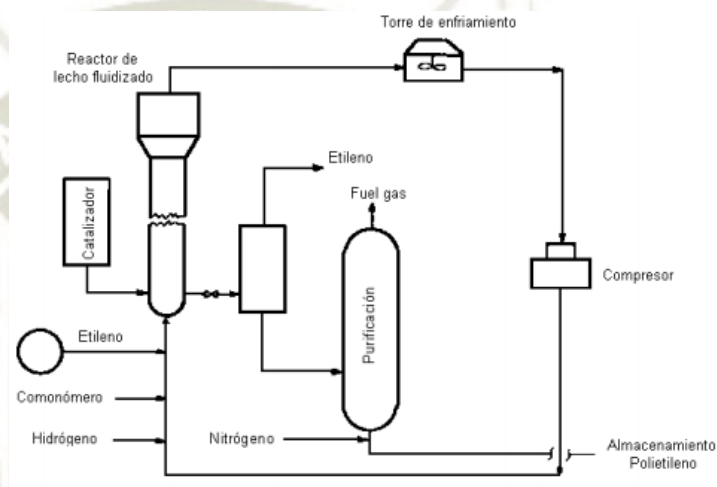 Torre de enfriamiento
Reactor de
lecho fluidizado
Etileno
Fuel gas
Catalizador
Compresor
Purificación
Etileno
Comonómero
Hidrógeno
Nitrógeno
Almacenamiento
Polietileno